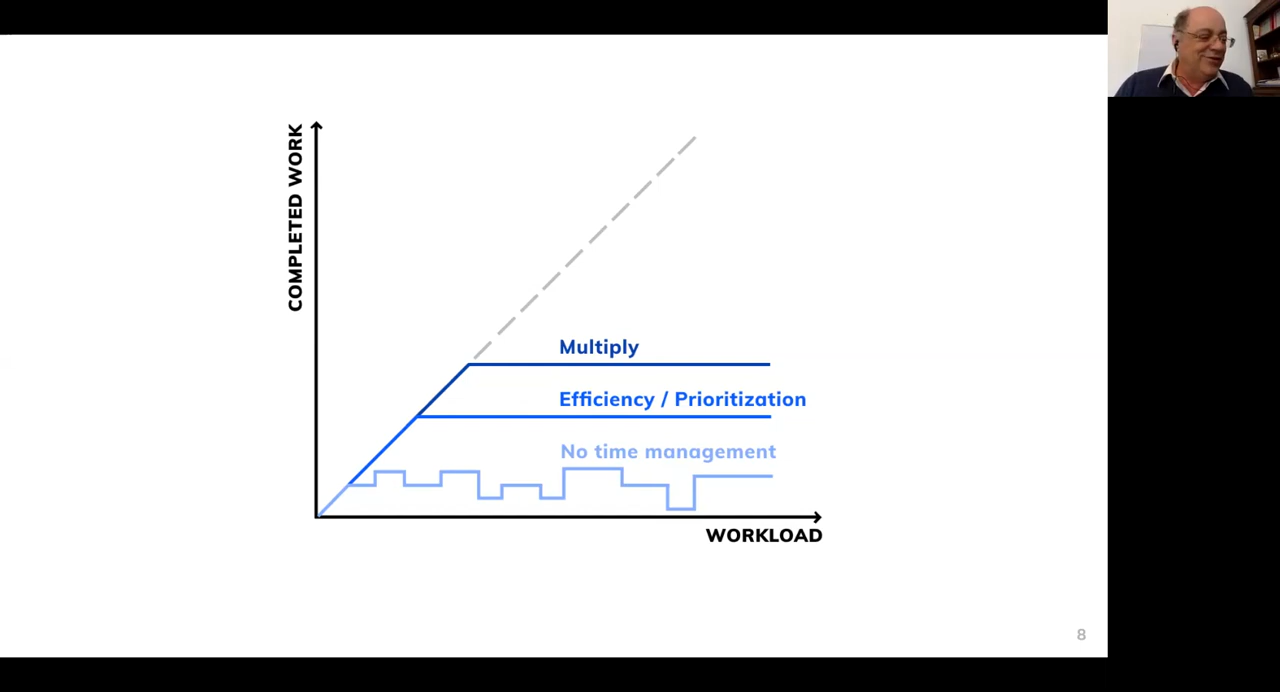 COMPLETED WORK
Multiply
Efficiency / Prioritization
No time management
WORKLOAD
8